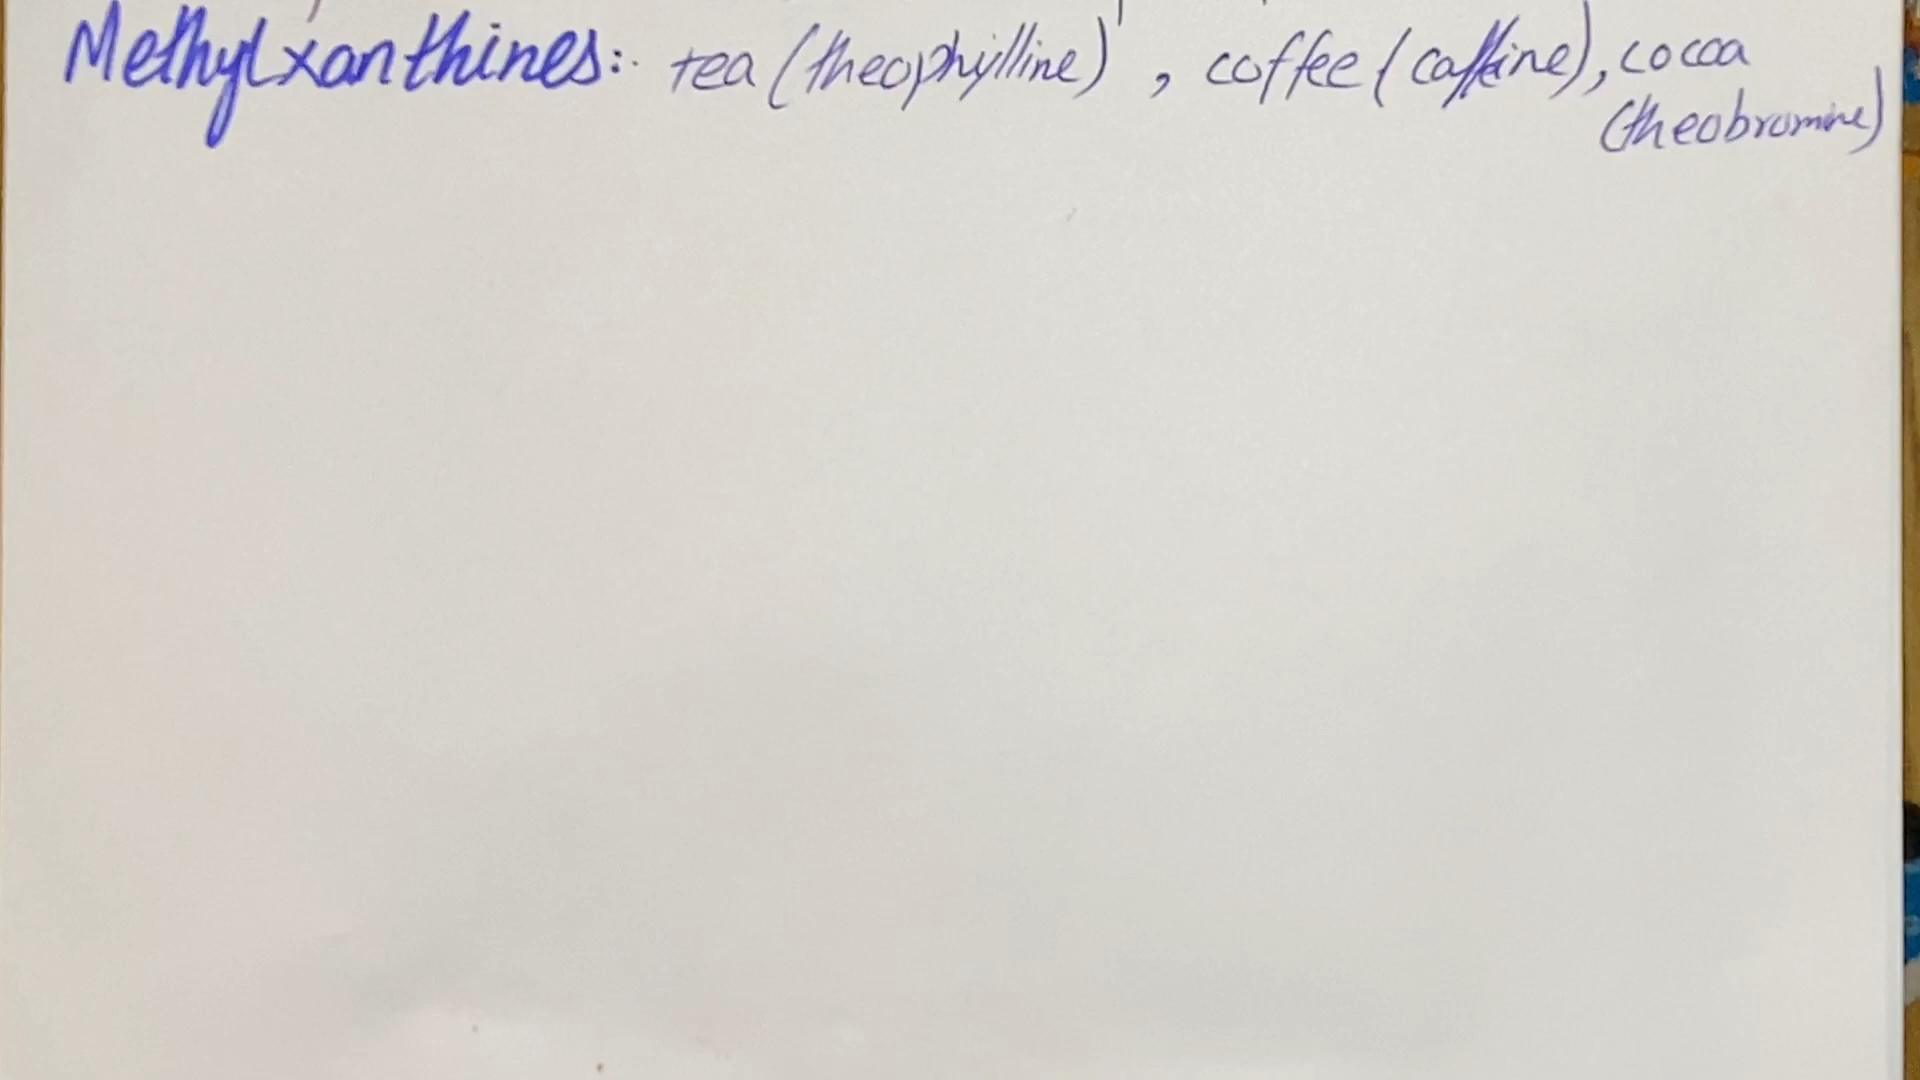 Methylxanthines:- tea (theophylline) , coffee (caffeine), cocoa
(theobromine)